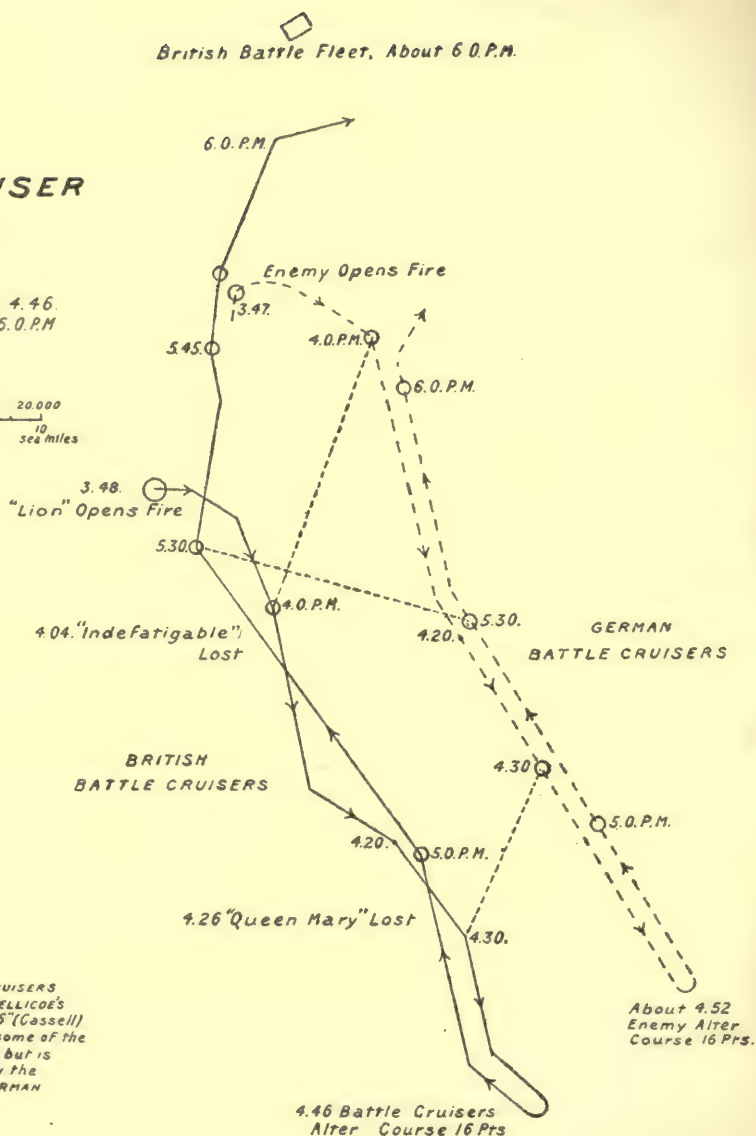 British Battle Fleet, About 6 0.P.M.
6.0.P.M.
ISER
Enemy Opens Fire
4.46.
3.47.
6.0.P.M
4.0.P.M.
5.45.
6.0.P.M.
20.000
10
sea miles
3.48.
"Lion" Opens Fire
5.30.
4.0.P.M.
5.30.
4.04."Indefatigable"
Lost
4.20.
GERMAN
BATTLE CRUISERS
BRITISH
BATTLE CRUISERS
4.30
5.0.P.M.
4.20.
5.0.P.M.
4.26 "Queen Mary" Lost
4.30.
UISERS
ELLICOE'S
6"(Cassell)
some of the
but is
y the
RMAN
About 4.52
Enemy Alter
Course 16 Pts.
4.46 Battle Cruisers
Alter Course 16 Pts